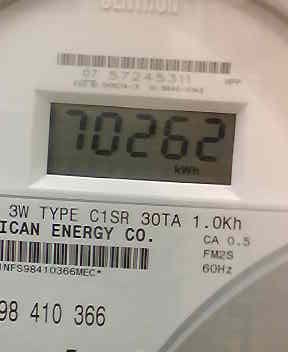 07 57245311
70262
kWh
3W TYPE C1SR 30TA 1.0Kh
ICAN ENERGY CO.
CA 0.5
FM2S
60Hz
NFS98410366MEC*
98 410 366